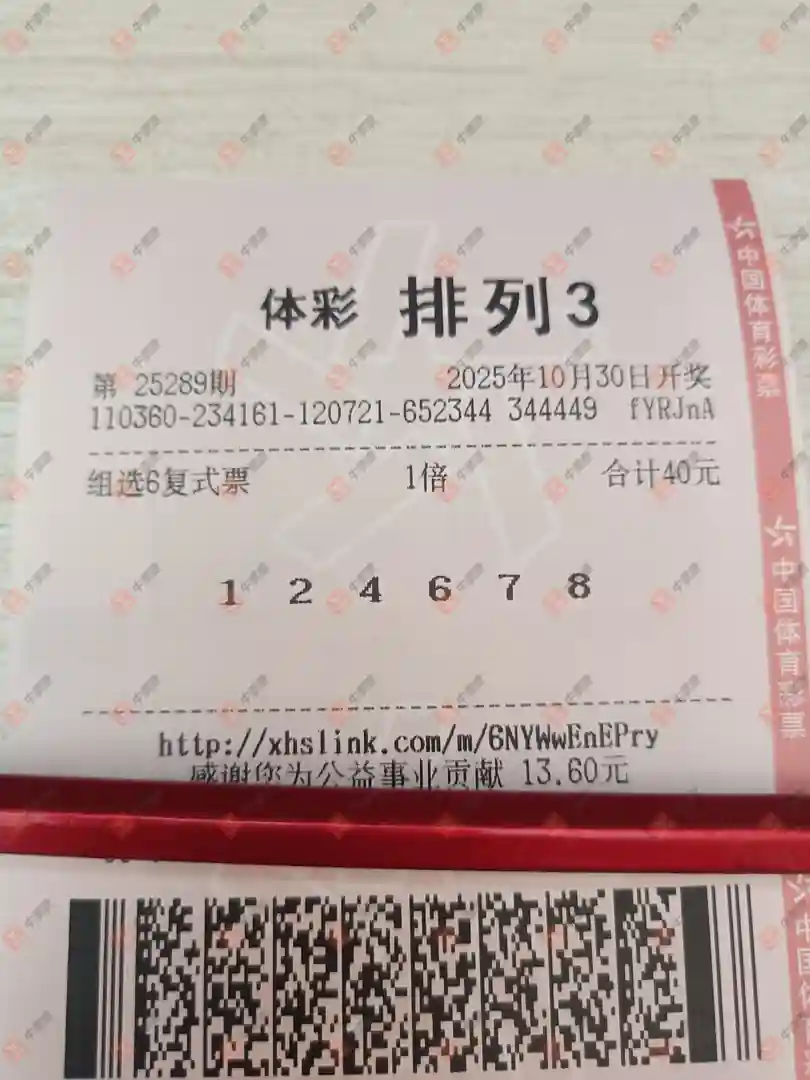 体彩 排列3
第 25289期 2025年10月30日开奖
110360-234161-120721-652344 344449 fYRJnA
组选6复式票 1倍 合计40元
1 2 4 6 7 8
http://xhslink.com/m/6NYWwEnEPry
感谢您为公益事业贡献 13.60元
中国体育彩票
中国体育彩票